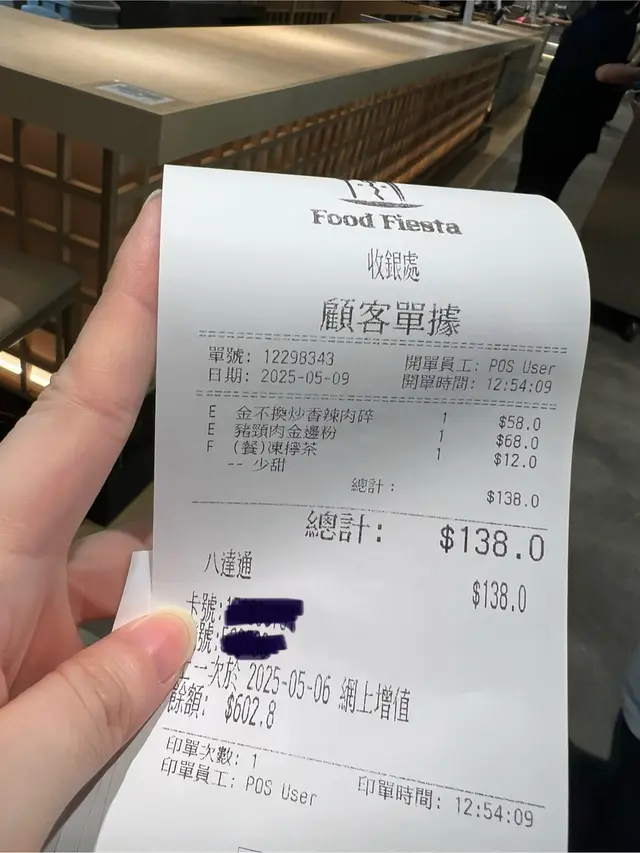 Food Fiesta
收銀處
顧客單據
單號: 12298343 開單員工: POS User
日期: 2025-05-09 開單時間: 12:54:09
E 金不換炒香辣肉碎 1 $58.0
E 豬頸肉金邊粉 1 $68.0
F (餐)凍檸茶 1 $12.0
-- 少甜
總計: $138.0
總計: $138.0
八達通 $138.0
卡號:
號:
一次於 2025-05-06 網上增值
餘額: $602.8
印單次數: 1
印單員工: POS User 印單時間: 12:54:09